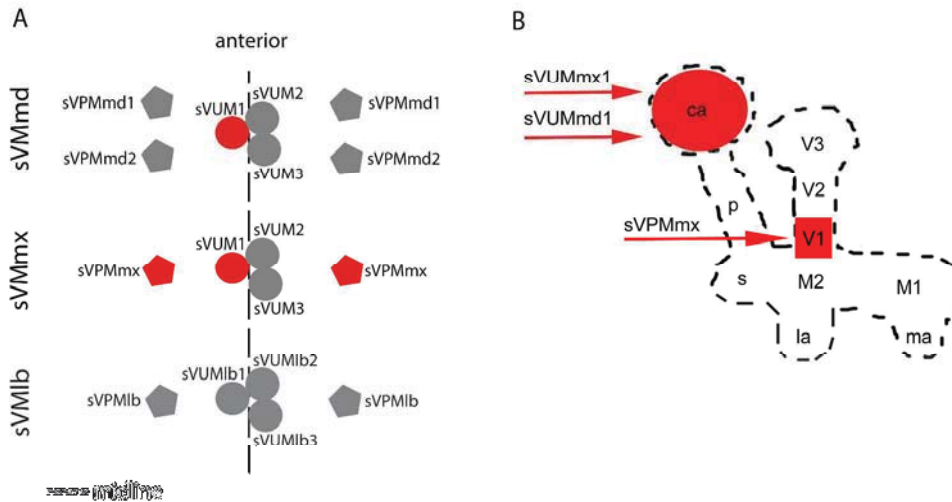 A
anterior
sVMmd
sVPMmd1
sVPMmd2
sVUM1
sVUM2
sVUM3
sVPMmd1
sVPMmd2
sVMmx
sVPMmx
sVUM1
sVUM2
sVUM3
sVPMmx
sVMlb
sVPMlb
sVUMlb1
sVUMlb2
sVUMlb3
sVPMlb
midline
B
sVUMmx1
sVUMmd1
sVPMmx
ca
p
s
V3
V2
V1
M2
M1
la
ma